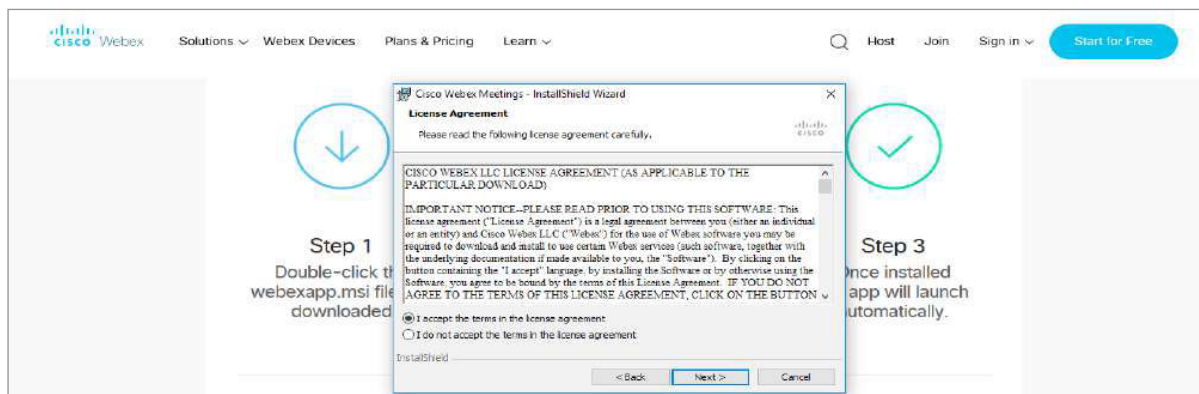 CISCO Webex Solutions Webex Devices Plans & Pricing Learn Host Join Sign in Start for Free
Cisco Webex Meetings - InstallShield Wizard
License Agreement
Please read the following license agreement carefully.
CISCO
CISCO WEBEX LLC LICENSE AGREEMENT (AS APPLICABLE TO THE
PARTICULAR DOWNLOAD)
IMPORTANT NOTICE--PLEASE READ PRIOR TO USING THIS SOFTWARE: This
license agreement ("License Agreement") is a legal agreement between you (either an individual
or an entity) and Cisco Webex LLC ("Webex") for the use of Webex software you may be
required to download and install to use certain Webex services (such software, together with
the underlying documentation if made available to you, the "Software"). By clicking on the
button containing the "I accept" language, by installing the Software or by otherwise using the
Software, you agree to be bound by the terms of this License Agreement. IF YOU DO NOT
AGREE TO THE TERMS OF THIS LICENSE AGREEMENT, CLICK ON THE BUTTON
I accept the terms in the license agreement
I do not accept the terms in the license agreement
InstallShield
< Back Next > Cancel
Step 1
Double-click
webexapp.msi file
downloaded
Step 3
Once installed
app will launch
automatically.